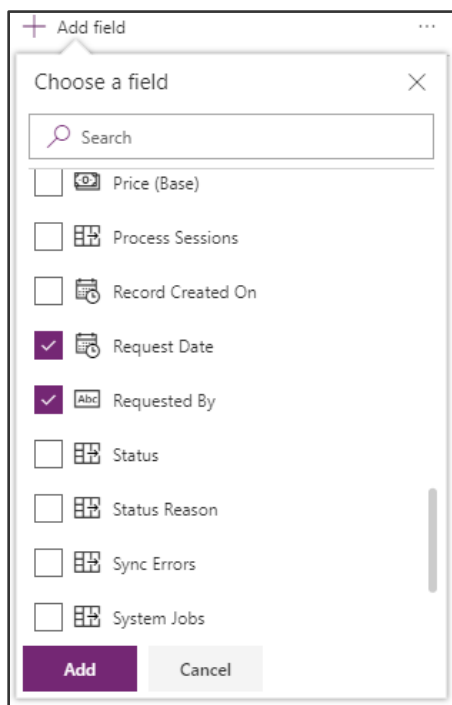 Add field
Choose a field
Search
Price (Base)
Process Sessions
Record Created On
Request Date
Abc Requested By
Status
Status Reason
Sync Errors
System Jobs
Add Cancel